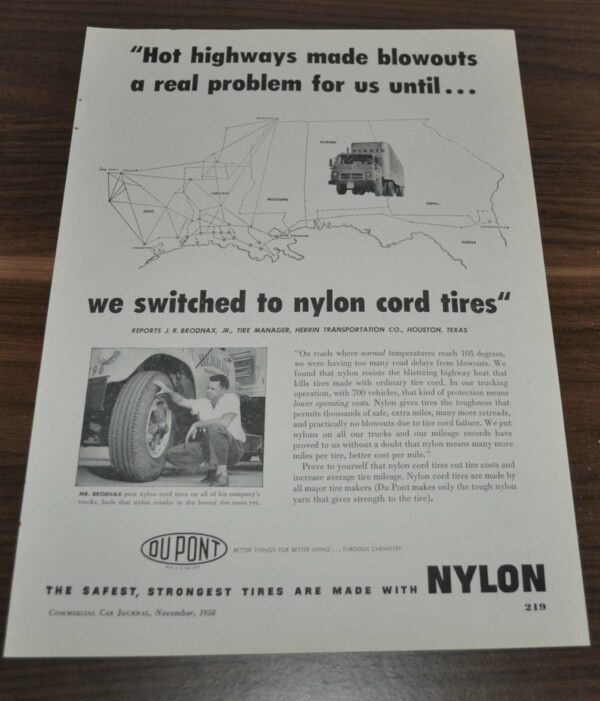 "Hot highways made blowouts
a real problem for us until...
ALABAMA
HERRIN
TEXAS
LOUISIANA
MISSISSIPPI
NEW ORLEANS
FLORIDA
HOUSTON
we switched to nylon cord tires"
REPORTS J. R. BRODNAX, JR., TIRE MANAGER, HERRIN TRANSPORTATION CO., HOUSTON, TEXAS
HERRIN
MR. BRODNAX puts nylon cord tires on all of his company's
trucks, finds that nylon results in the lowest tire costs yet.
"On roads where normal temperatures reach 105 degrees,
we were having too many road delays from blowouts. We
found that nylon resists the blistering highway heat that
kills tires made with ordinary tire cord. In our trucking
operation, with 700 vehicles, that kind of protection means
lower operating costs. Nylon gives tires the toughness that
permits thousands of safe, extra miles, many more retreads,
and practically no blowouts due to tire cord failure. We put
nylons on all our trucks and our mileage records have
proved to us without a doubt that nylon means many more
miles per tire, better cost per mile."
Prove to yourself that nylon cord tires cut tire costs and
increase average tire mileage. Nylon cord tires are made by
all major tire makers (Du Pont makes only the tough nylon
yarn that gives strength to the tire).
DU PONT
BETTER THINGS FOR BETTER LIVING...THROUGH CHEMISTRY
THE SAFEST, STRONGEST TIRES ARE MADE WITH NYLON
Commercial Car Journal, November, 1958
219